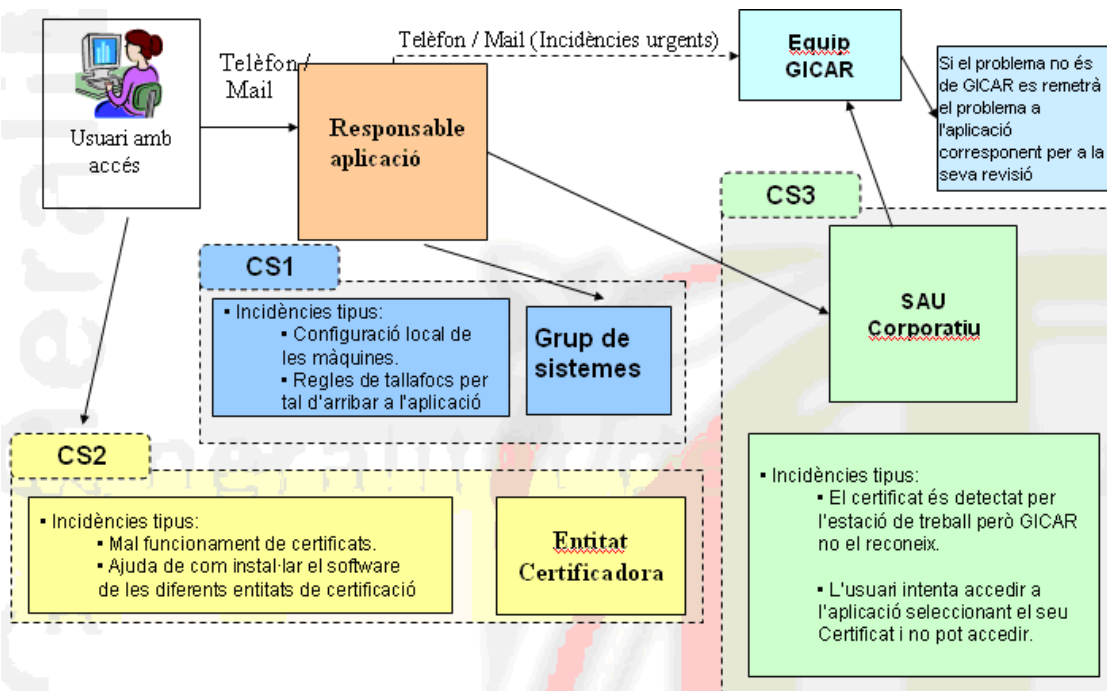 Usuari amb
accés
Telèfon /
Mail
Responsable
aplicació
Telèfon / Mail (Incidències urgents)
Equip
GICAR
Si el problema no és
de GICAR es remetrà
el problema a
l'aplicació
corresponent per a la
seva revisió
CS3
SAU
Corporatiu
CS1
▪ Incidències tipus:
▪ Configuració local de
les màquines.
▪ Regles de tallafocs per
tal d'arribar a l'aplicació
Grup de
sistemes
CS2
▪ Incidències tipus:
▪ Mal funcionament de certificats.
▪ Ajuda de com instal·lar el software
de les diferents entitats de certificació
Entitat
Certificadora
▪ Incidències tipus:
▪ El certificat és detectat per
l'estació de treball però GICAR
no el reconeix.
▪ L'usuari intenta accedir a
l'aplicació seleccionant el seu
Certificat i no pot accedir.